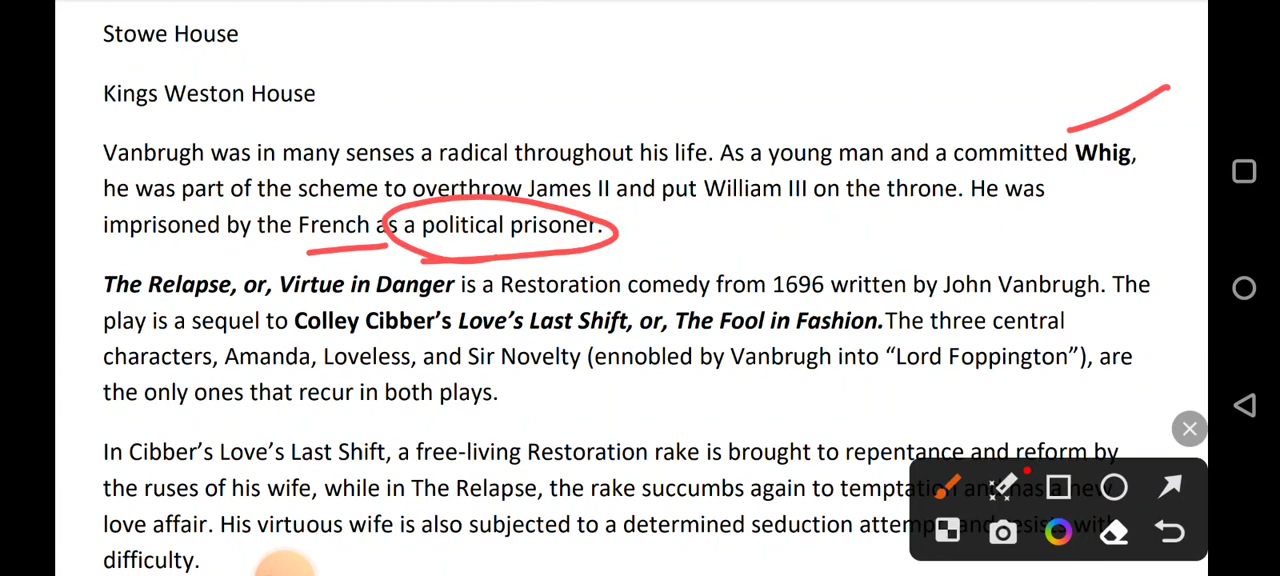 Stowe House
Kings Weston House
Vanbrugh was in many senses a radical throughout his life. As a young man and a committed Whig,
he was part of the scheme to overthrow James II and put William III on the throne. He was
imprisoned by the French as a political prisoner.
The Relapse, or, Virtue in Danger is a Restoration comedy from 1696 written by John Vanbrugh. The
play is a sequel to Colley Cibber’s Love’s Last Shift, or, The Fool in Fashion.The three central
characters, Amanda, Loveless, and Sir Novelty (ennobled by Vanbrugh into “Lord Foppington”), are
the only ones that recur in both plays.
In Cibber’s Love’s Last Shift, a free-living Restoration rake is brought to repentance and reform by
the ruses of his wife, while in The Relapse, the rake succumbs again to temptation and has a new
love affair. His virtuous wife is also subjected to a determined seduction attempt and resists with
difficulty.